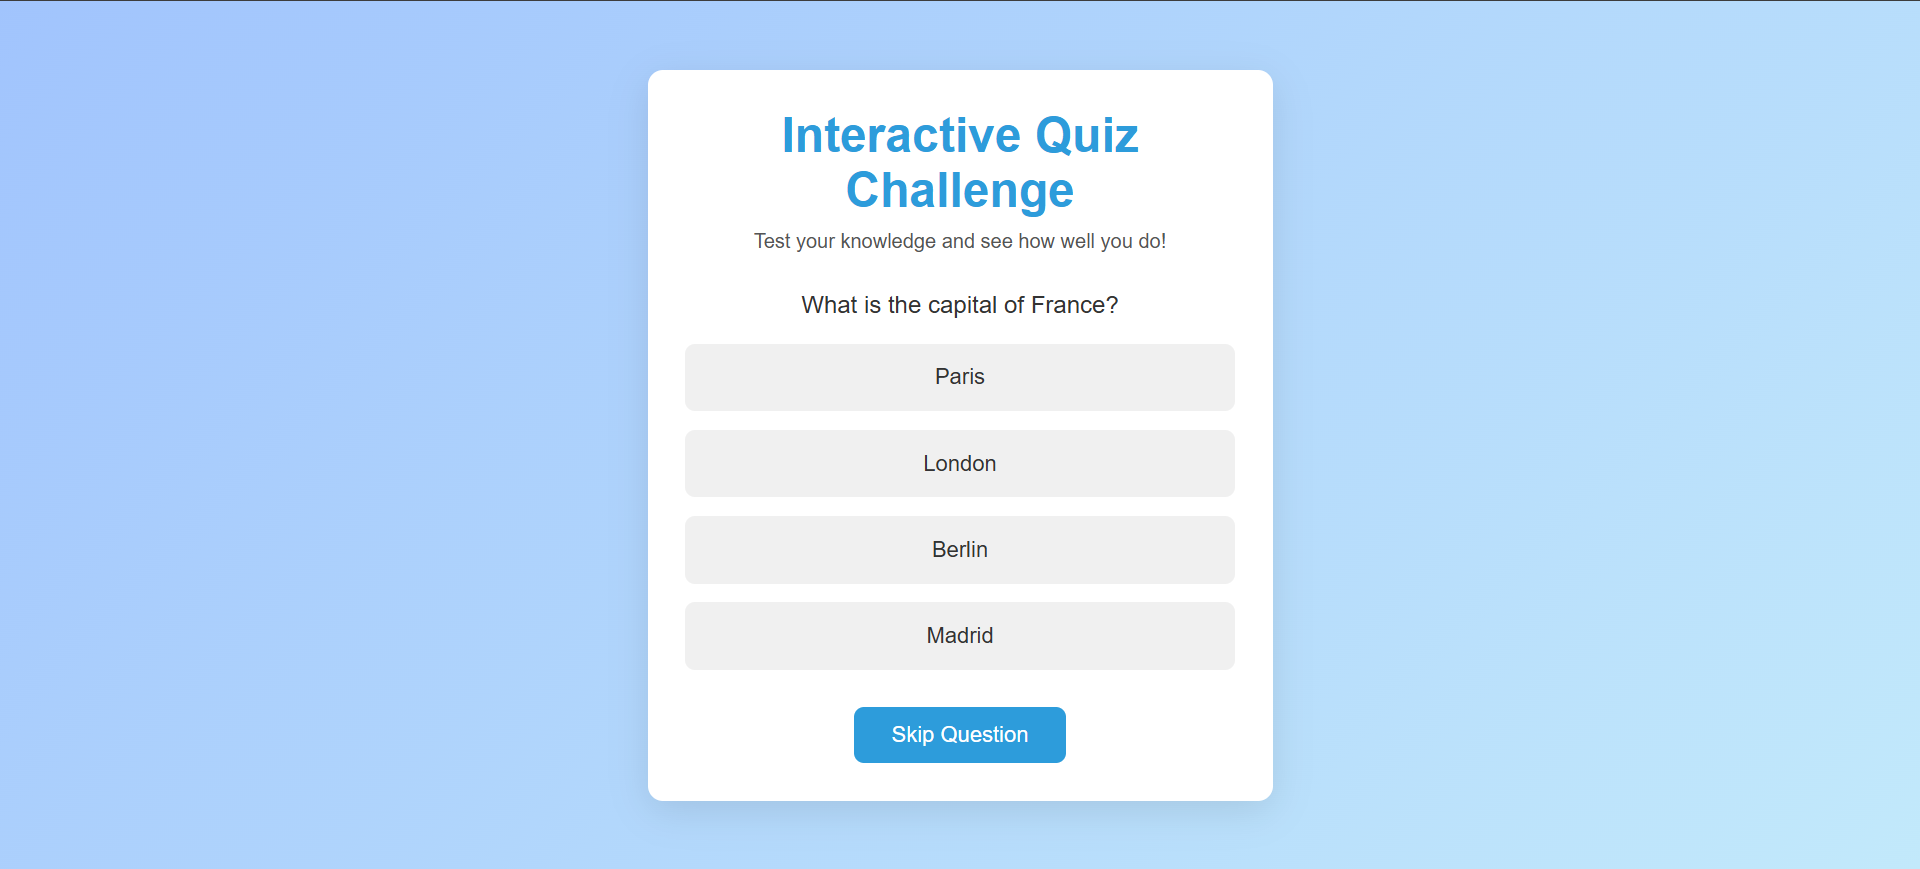 Interactive Quiz
Challenge
Test your knowledge and see how well you do!
What is the capital of France?
Paris
London
Berlin
Madrid
Skip Question